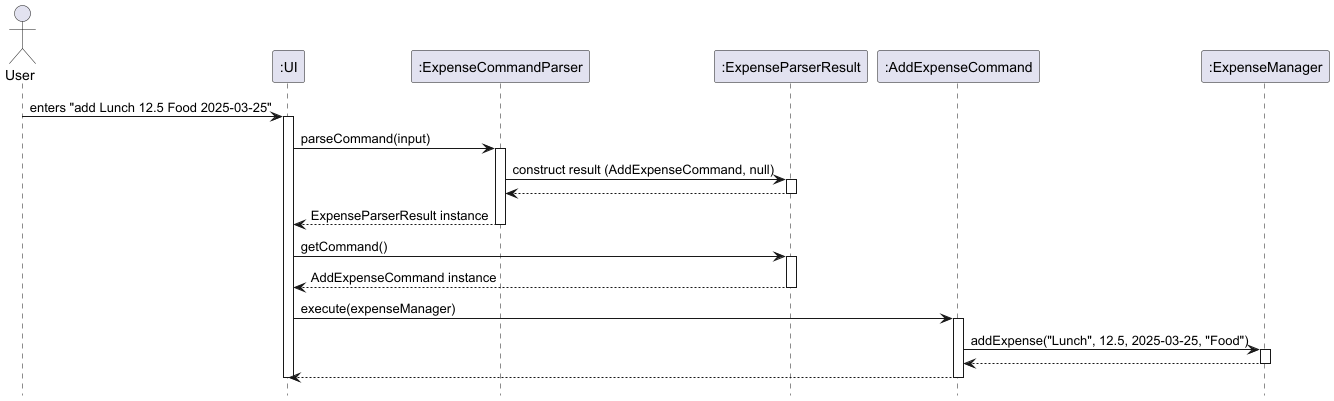 User
:UI
:ExpenseCommandParser
:ExpenseParserResult
:AddExpenseCommand
:ExpenseManager
enters "add Lunch 12.5 Food 2025-03-25"
parseCommand(input)
construct result (AddExpenseCommand, null)
ExpenseParserResult instance
getCommand()
AddExpenseCommand instance
execute(expenseManager)
addExpense("Lunch", 12.5, 2025-03-25, "Food")